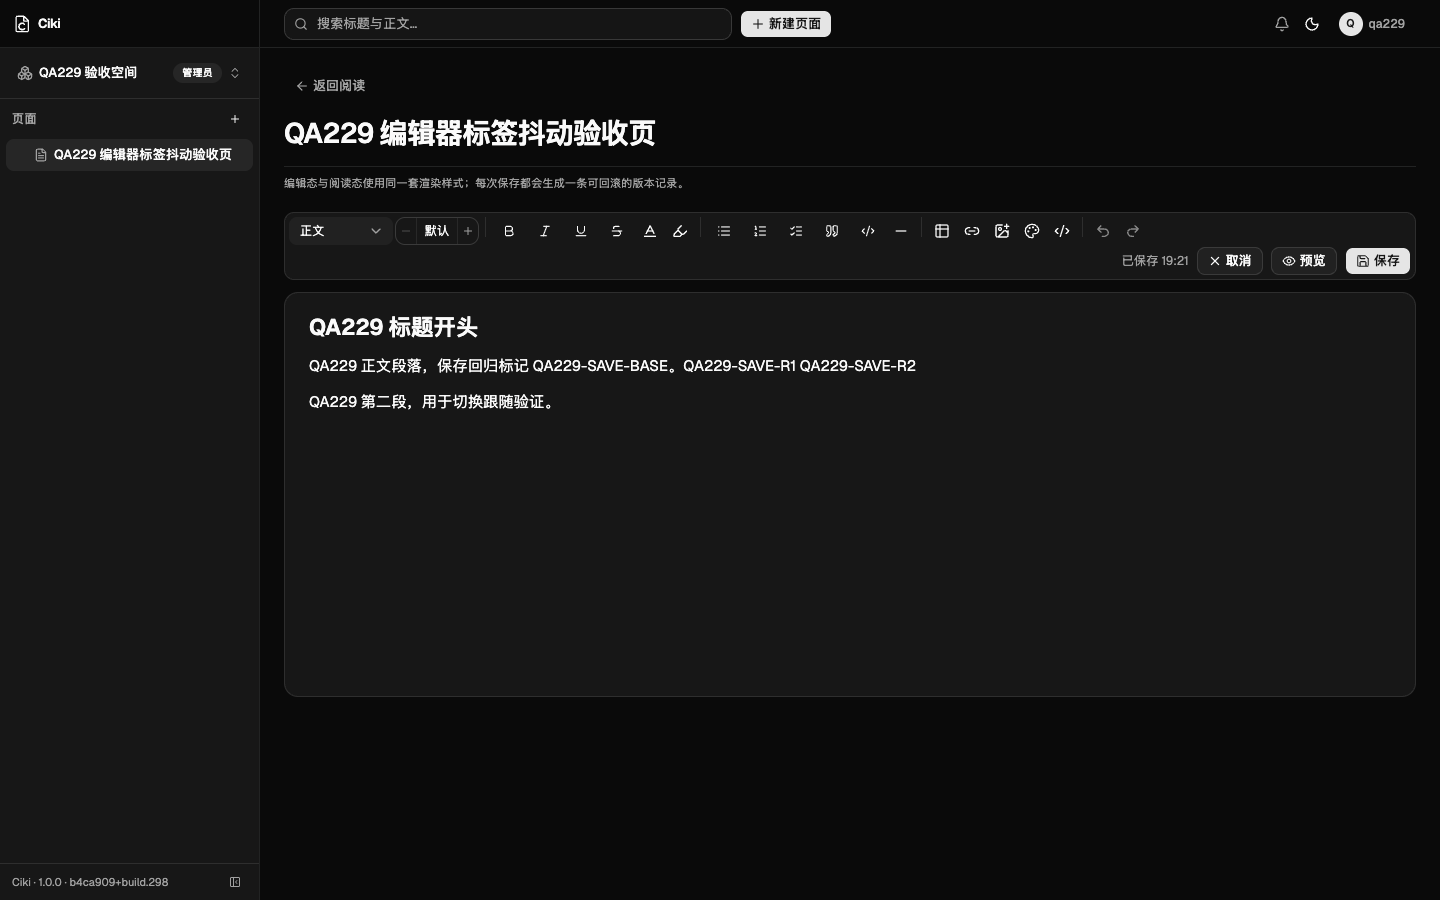 Ciki
搜索标题与正文...
新建页面
Q qa229
QA229 验收空间 管理员
页面
QA229 编辑器标签抖动验收页
返回阅读
QA229 编辑器标签抖动验收页
编辑态与阅读态使用同一套渲染样式；每次保存都会生成一条可回滚的版本记录。
正文 默认
已保存 19:21 取消 预览 保存
QA229 标题开头
QA229 正文段落，保存回归标记 QA229-SAVE-BASE。QA229-SAVE-R1 QA229-SAVE-R2
QA229 第二段，用于切换跟随验证。
Ciki · 1.0.0 · b4ca909+build.298